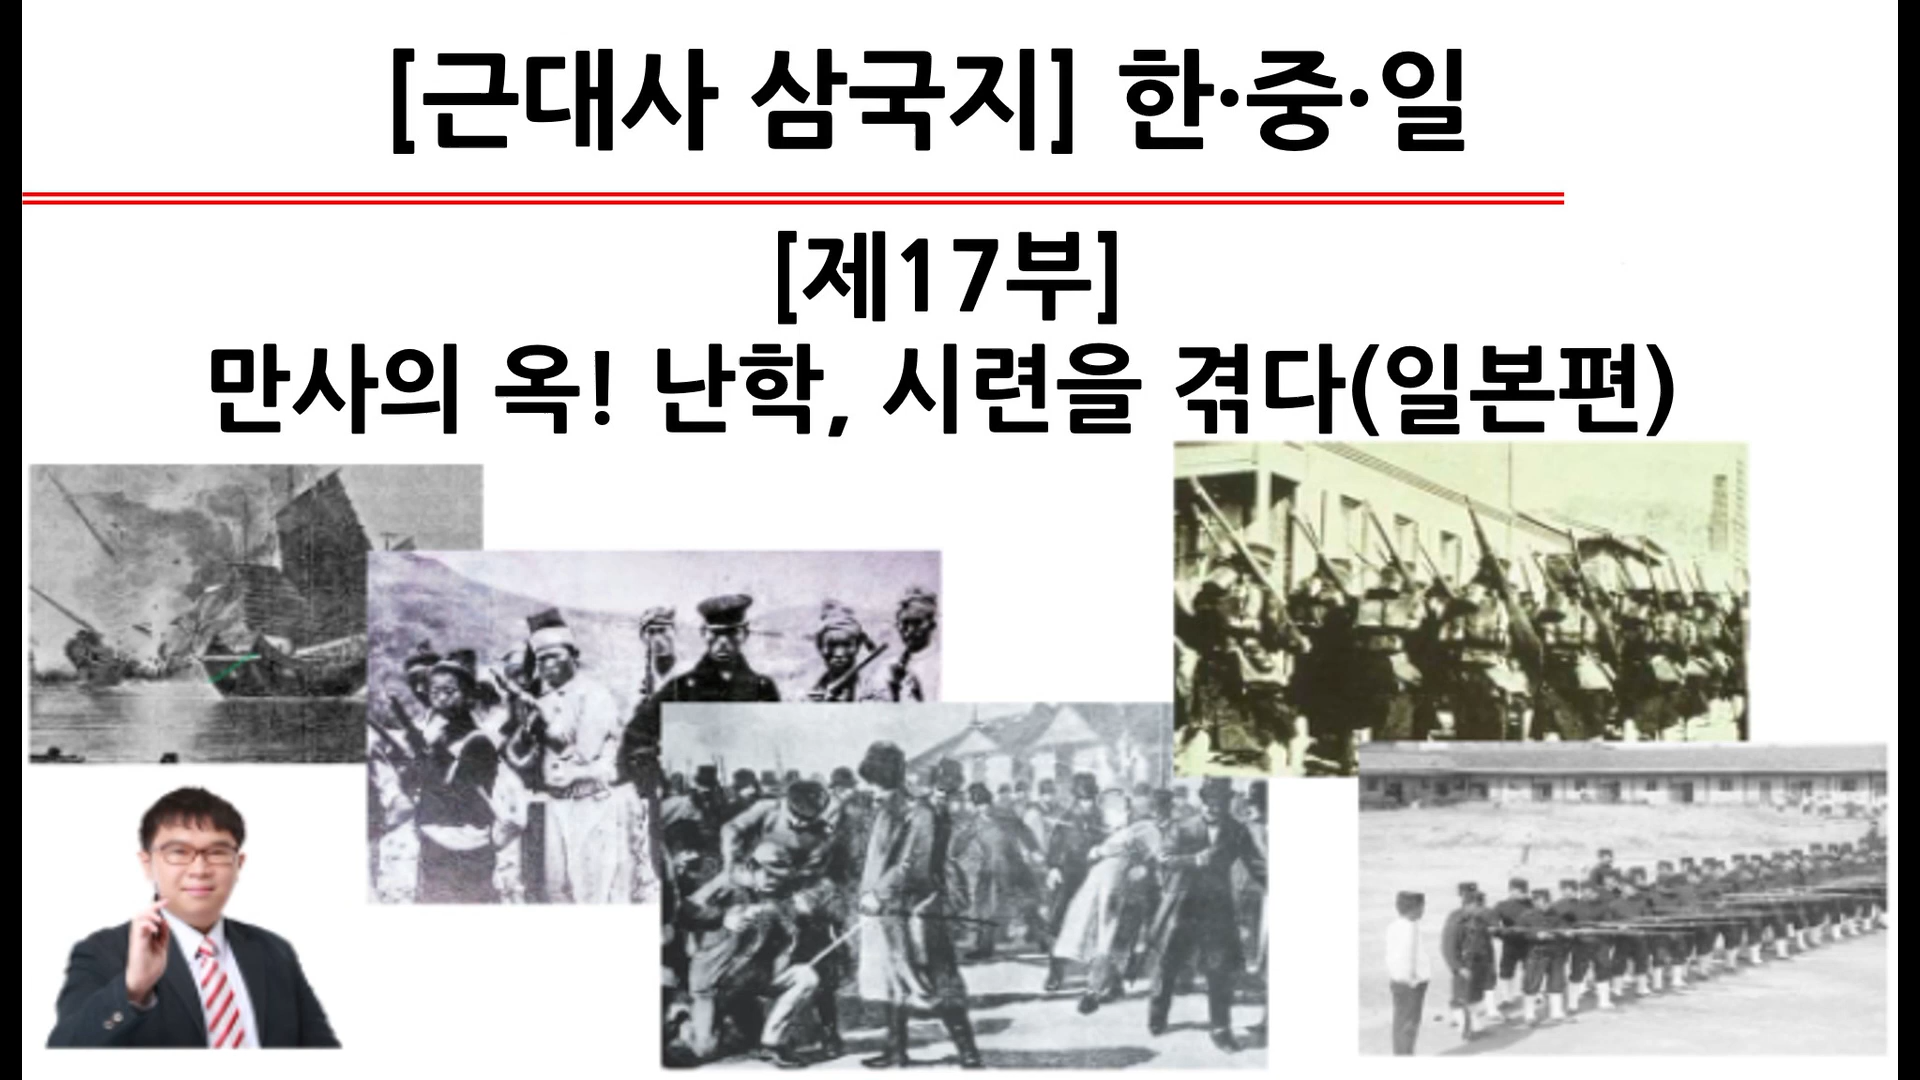 [근대사 삼국지] 한·중·일
[제17부]
만사의 옥! 난학, 시련을 겪다(일본편)